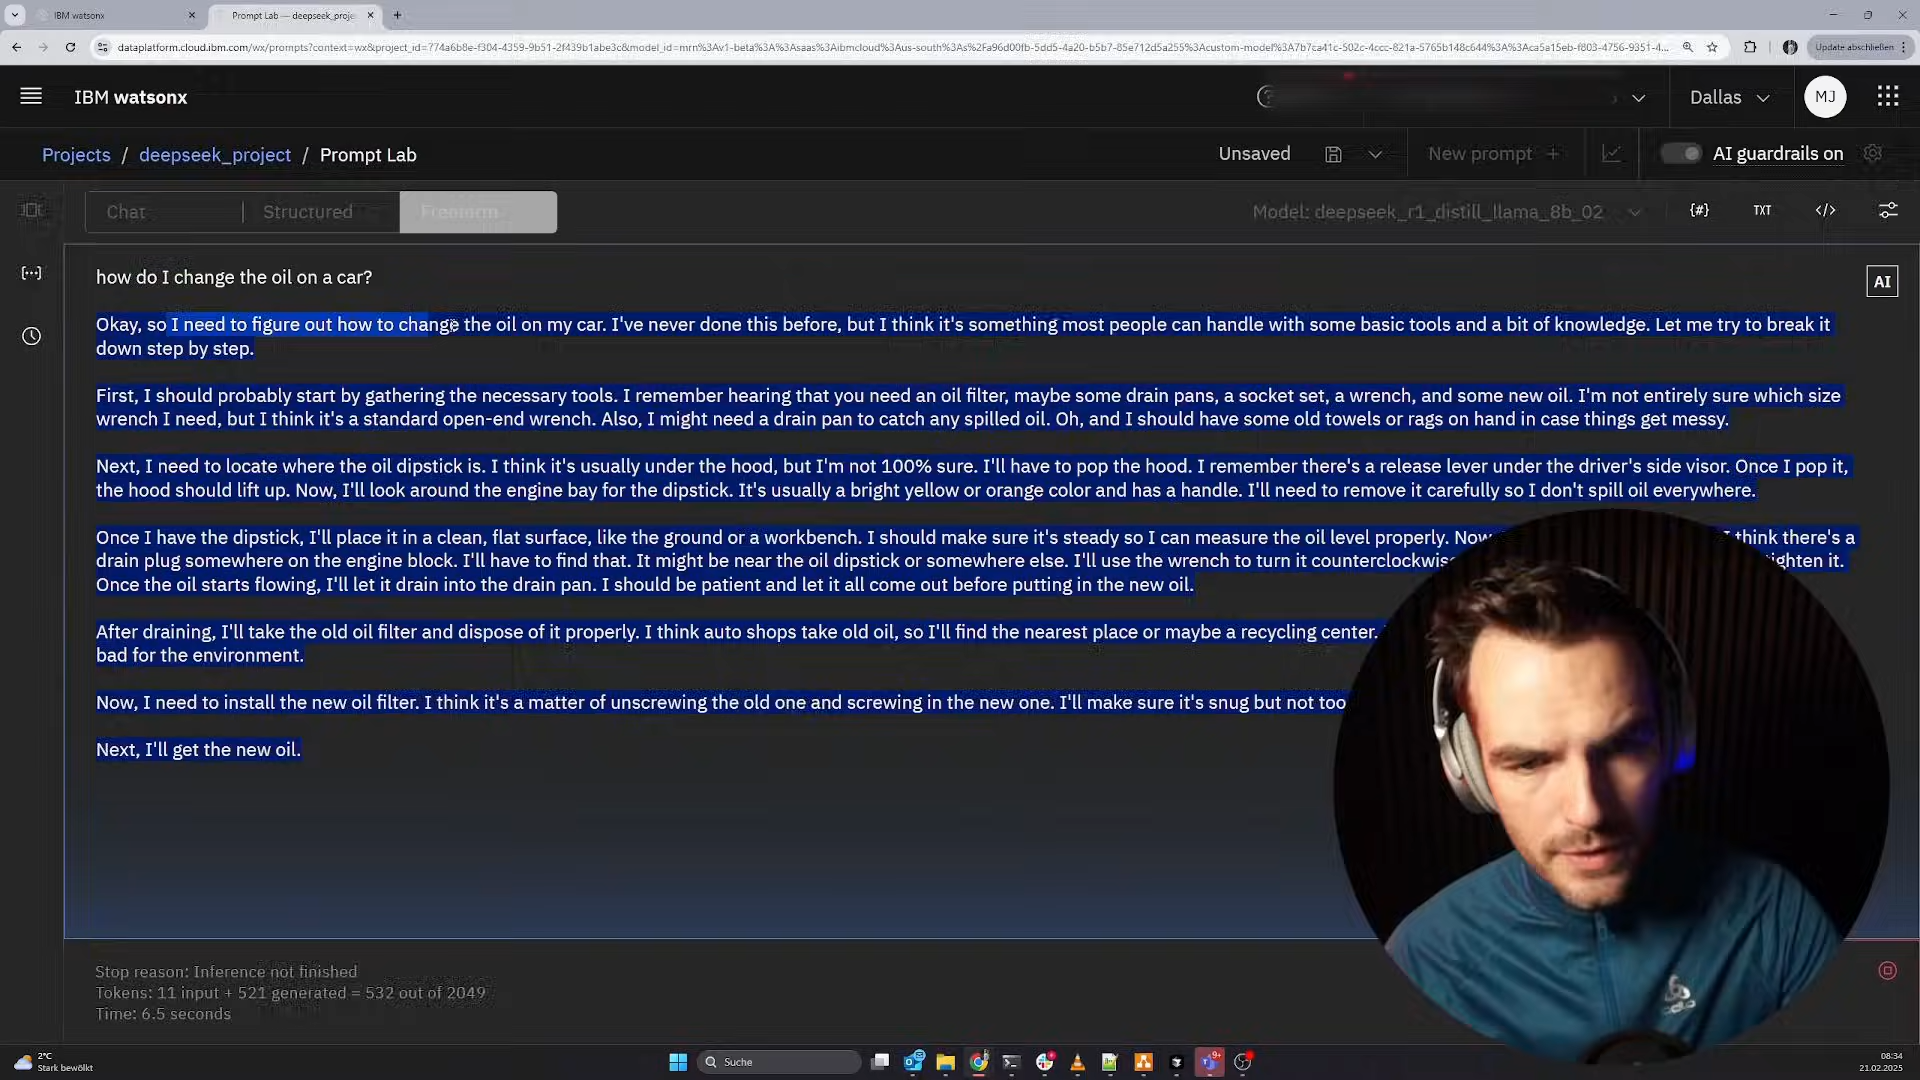 IBM watsonx
Prompt Lab — deepseek_proje
dataplatform.cloud.ibm.com/wx/prompts?context=wx&project_id=774a6b8e-f304-4359-9b51-2f439b1abe3c&model_id=mrn%3Av1-beta%3A%3Asaas%3Aibmcloud%3Aus-south%3As%2Fa96d00fb-5dd5-4a20-b5b7-85e712d5a255%3Acustom-model%3A7b7ca41c-502c-4ccc-821a-5765b148c644%3A%3Aca5a15eb-f803-4756-9351-4...
Update abschließen
IBM watsonx
Dallas
MJ
Projects / deepseek_project / Prompt Lab
Unsaved
New prompt +
AI guardrails on
Chat
Structured
Freeform
Model: deepseek_r1_distill_llama_8b_02
{#}
TXT
</>
how do I change the oil on a car?
AI
Okay, so I need to figure out how to change the oil on my car. I've never done this before, but I think it's something most people can handle with some basic tools and a bit of knowledge. Let me try to break it
down step by step.
First, I should probably start by gathering the necessary tools. I remember hearing that you need an oil filter, maybe some drain pans, a socket set, a wrench, and some new oil. I'm not entirely sure which size
wrench I need, but I think it's a standard open-end wrench. Also, I might need a drain pan to catch any spilled oil. Oh, and I should have some old towels or rags on hand in case things get messy.
Next, I need to locate where the oil dipstick is. I think it's usually under the hood, but I'm not 100% sure. I'll have to pop the hood. I remember there's a release lever under the driver's side visor. Once I pop it,
the hood should lift up. Now, I'll look around the engine bay for the dipstick. It's usually a bright yellow or orange color and has a handle. I'll need to remove it carefully so I don't spill oil everywhere.
Once I have the dipstick, I'll place it in a clean, flat surface, like the ground or a workbench. I should make sure it's steady so I can measure the oil level properly. Now think there's a
drain plug somewhere on the engine block. I'll have to find that. It might be near the oil dipstick or somewhere else. I'll use the wrench to turn it counterclockwis ighten it.
Once the oil starts flowing, I'll let it drain into the drain pan. I should be patient and let it all come out before putting in the new oil.
After draining, I'll take the old oil filter and dispose of it properly. I think auto shops take old oil, so I'll find the nearest place or maybe a recycling center.
bad for the environment.
Now, I need to install the new oil filter. I think it's a matter of unscrewing the old one and screwing in the new one. I'll make sure it's snug but not too
Next, I'll get the new oil.
Stop reason: Inference not finished
Tokens: 11 input + 521 generated = 532 out of 2049
Time: 6.5 seconds
2°C
Stark bewölkt
Suche
9+
08:34
21.02.2025